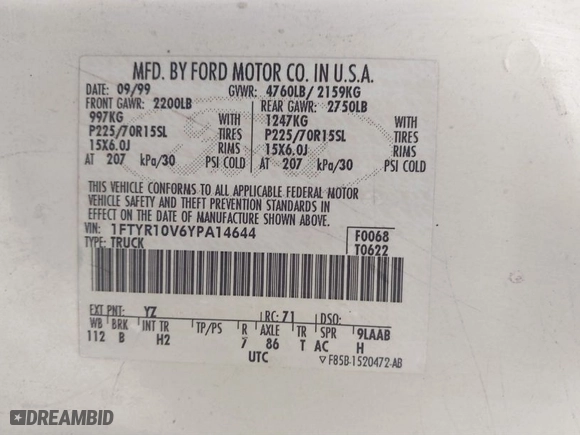 MFD. BY FORD MOTOR CO. IN U.S.A.
DATE: 09/99 GVWR: 4760LB/ 2159KG
FRONT GAWR: 2200LB REAR GAWR: 2750LB
997KG WITH 1247KG WITH
P225/70R15SL TIRES P225/70R15SL TIRES
15X6.0J RIMS 15X6.0J RIMS
AT 207 kPa/30 PSI COLD AT 207 kPa/30 PSI COLD
THIS VEHICLE CONFORMS TO ALL APPLICABLE FEDERAL MOTOR
VEHICLE SAFETY AND THEFT PREVENTION STANDARDS IN
EFFECT ON THE DATE OF MANUFACTURE SHOWN ABOVE.
VIN: 1FTYR10V6YPA14644 F0068
TYPE: TRUCK T0622
EXT PNT: YZ RC: 71 DSO:
WB BRK INT TR TP/PS R AXLE TR SPR 9LAAB
112 B H2 7 86 T AC H
UTC ▽ F85B-1520472-AB
DREAMBID